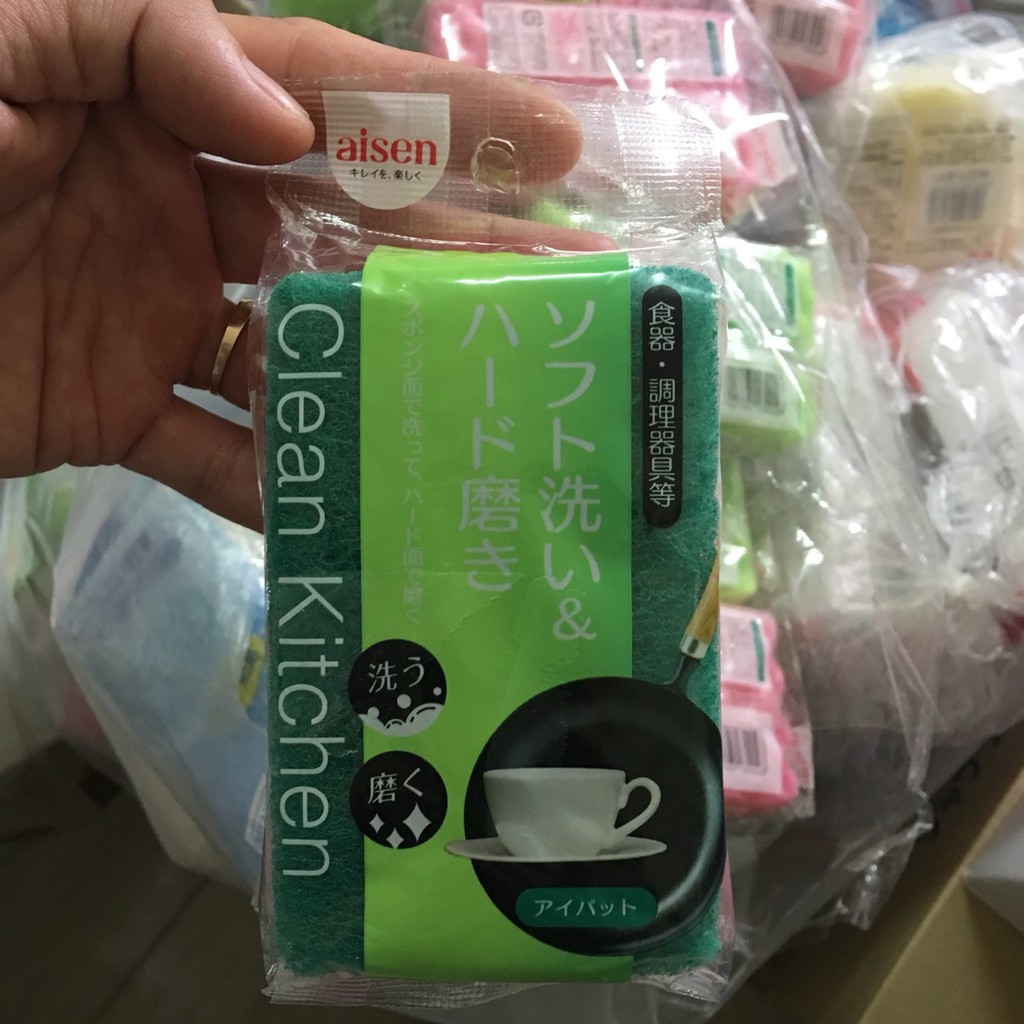 aisen
キレイを、楽しく
食器・調理器具等
ソフト洗い&
ハード磨き
スポンジ面で洗って、ハード面で磨く
Clean Kitchen
洗う
磨く
アイパット